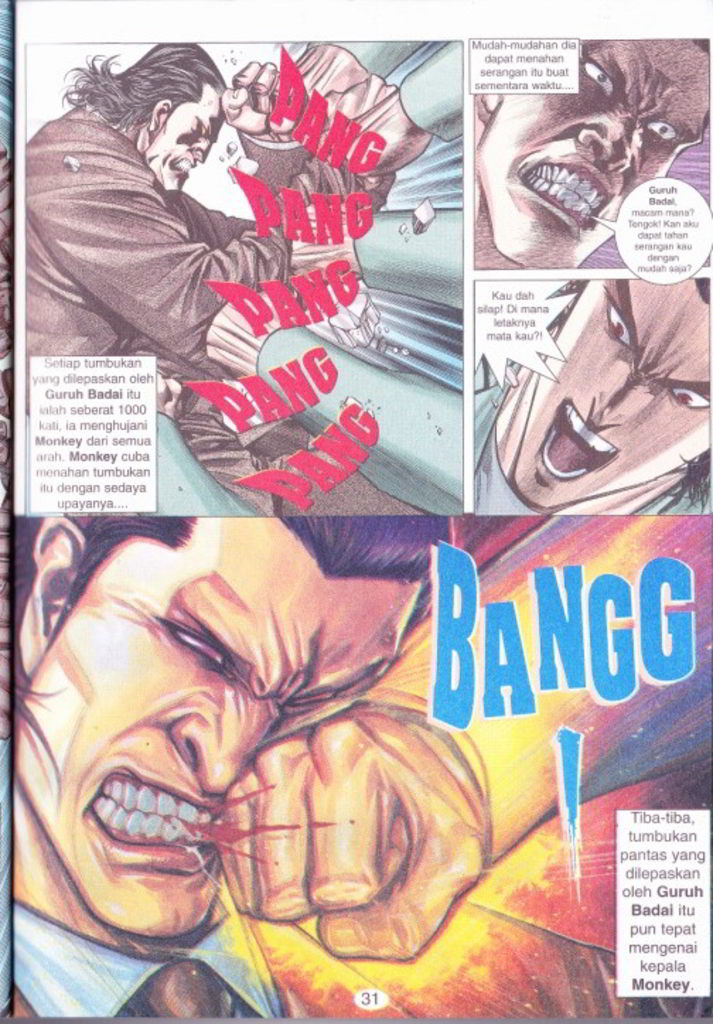 PANG
PANG
PANG
PANG
PANG
Setiap tumbukan
yang dilepaskan oleh
Guruh Badai itu
ialah seberat 1000
kati, ia menghujani
Monkey dari semua
arah. Monkey cuba
menahan tumbukan
itu dengan sedaya
upayanya....
Mudah-mudahan dia
dapat menahan
serangan itu buat
sementara waktu....
Guruh
Badai,
macam mana?
Tengok! Kan aku
dapat tahan
serangan kau
dengan
mudah saja?
Kau dah
silap! Di mana
letaknya
mata kau?!
BANGG
!
Tiba-tiba,
tumbukan
pantas yang
dilepaskan
oleh Guruh
Badai itu
pun tepat
mengenai
kepala
Monkey.
31